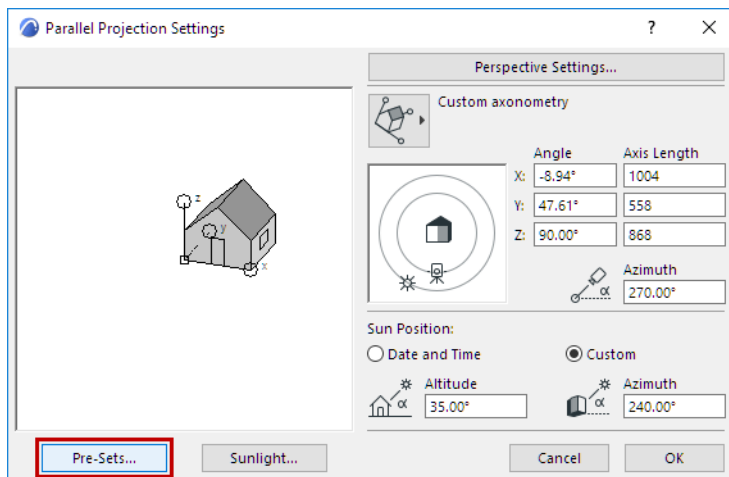 Parallel Projection Settings
?
Perspective Settings...
Custom axonometry
Angle Axis Length
X: -8.94° 1004
Y: 47.61° 558
Z: 90.00° 868
z
y
x
Azimuth
α 270.00°
Sun Position:
Date and Time Custom
Altitude Azimuth
α 35.00° α 240.00°
Pre-Sets... Sunlight... Cancel OK